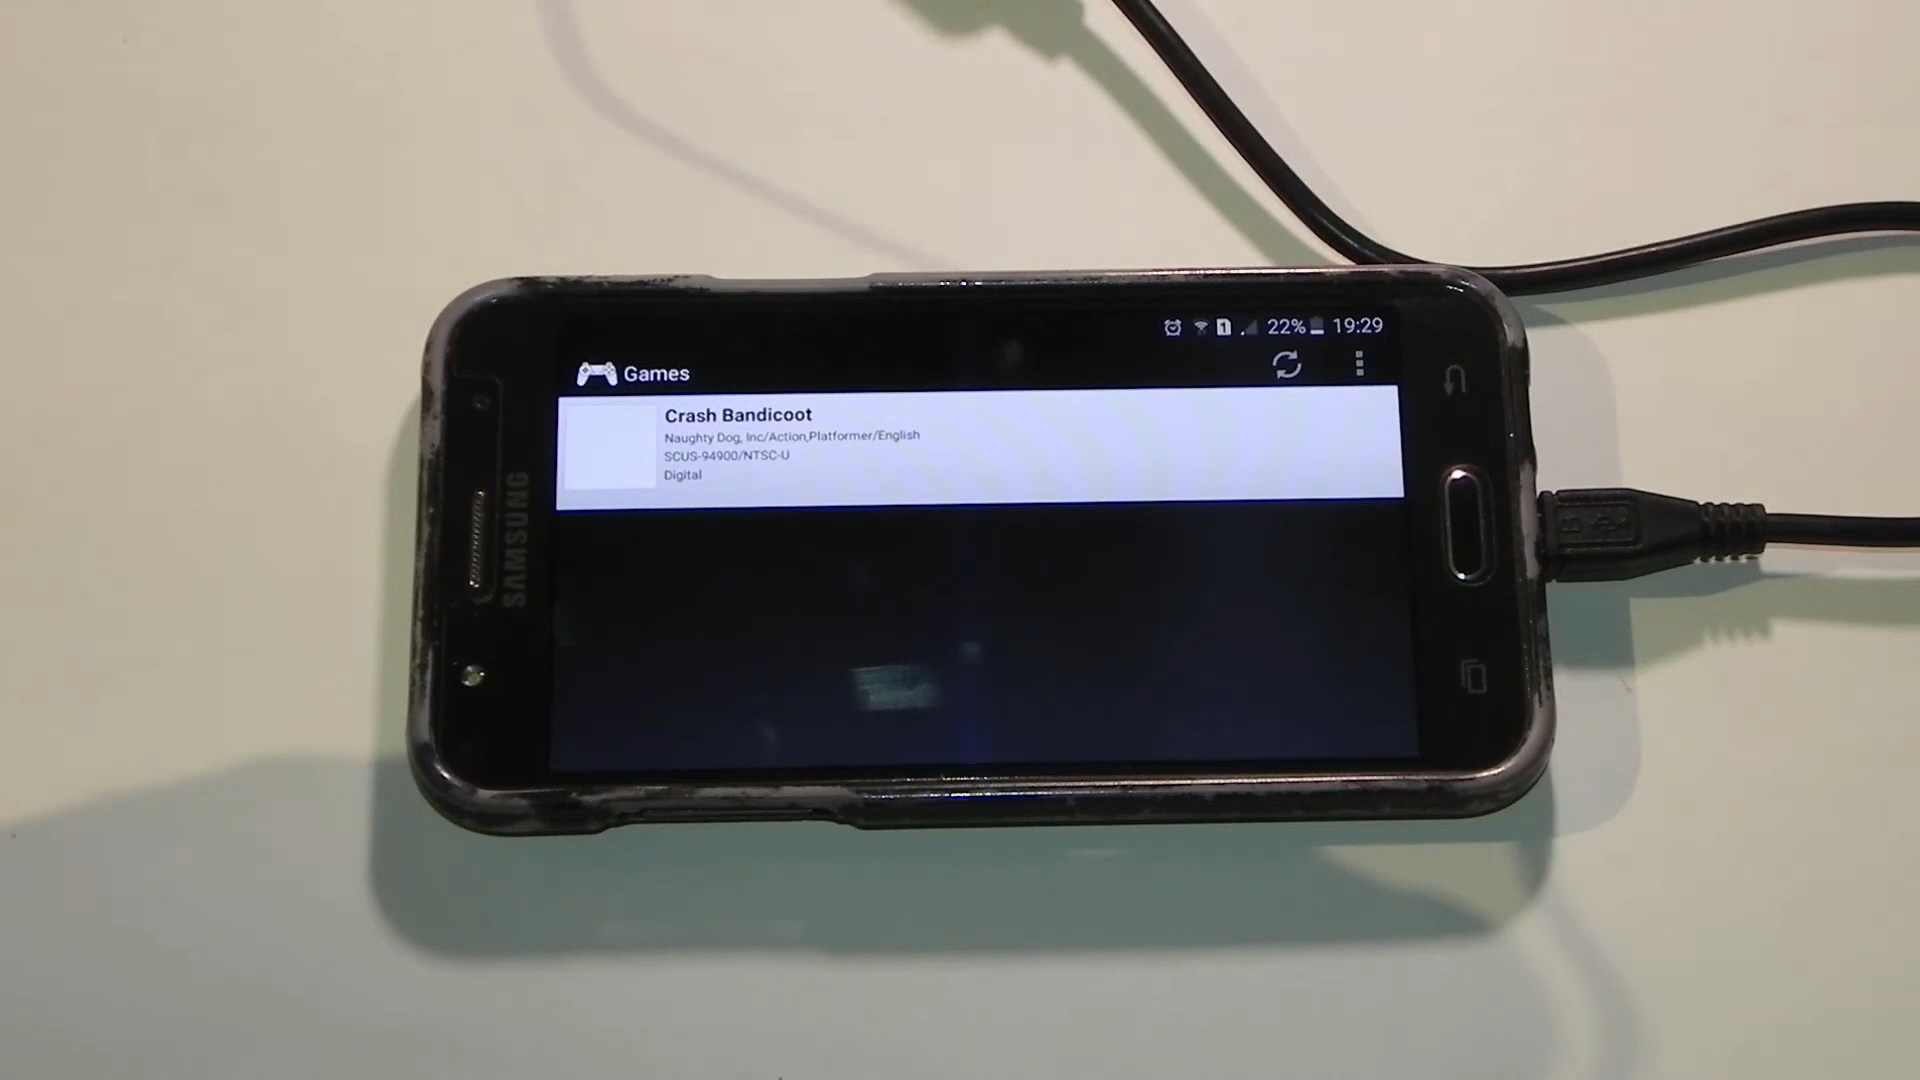 22% 19:29
Games
Crash Bandicoot
Naughty Dog, Inc/Action,Platformer/English
SCUS-94900/NTSC-U
Digital
SAMSUNG